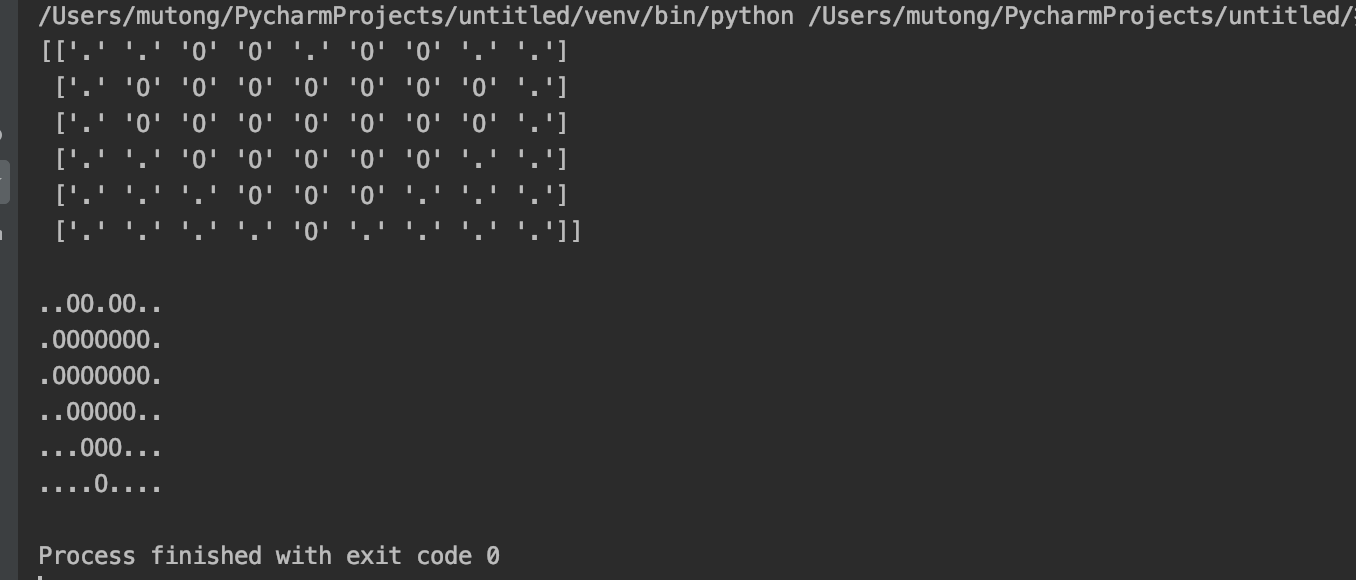 /Users/mutong/PycharmProjects/untitled/venv/bin/python /Users/mutong/PycharmProjects/untitled/
[['.' '.' 'O' 'O' '.' 'O' 'O' '.' '.']
 ['.' 'O' 'O' 'O' 'O' 'O' 'O' 'O' '.']
 ['.' 'O' 'O' 'O' 'O' 'O' 'O' 'O' '.']
 ['.' '.' 'O' 'O' 'O' 'O' 'O' '.' '.']
 ['.' '.' '.' 'O' 'O' 'O' '.' '.' '.']
 ['.' '.' '.' '.' 'O' '.' '.' '.' '.']]
..OO.OO..
.OOOOOOO.
.OOOOOOO.
..OOOOO..
...OOO...
....O....
Process finished with exit code 0